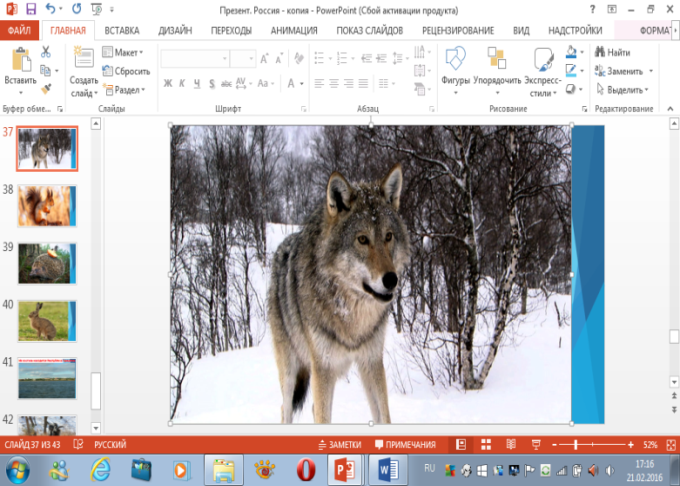 Презент. Россия - копия - PowerPoint (Сбой активации продукта)
ФАЙЛ ГЛАВНАЯ ВСТАВКА ДИЗАЙН ПЕРЕХОДЫ АНИМАЦИЯ ПОКАЗ СЛАЙДОВ РЕЦЕНЗИРОВАНИЕ ВИД НАДСТРОЙКИ ФОРМАТ
Вставить
Создать слайд
Макет
Сбросить
Раздел
Ж К Ч S abc AV Aa A
Фигуры Упорядочить Экспресс-стили
Найти
Заменить
Выделить
Буфер обме... Слайды Шрифт Абзац Рисование Редактирование
37
38
39
40
41
42
СЛАЙД 37 ИЗ 43 РУССКИЙ ЗАМЕТКИ ПРИМЕЧАНИЯ 52%
RU
17:16
21.02.2016